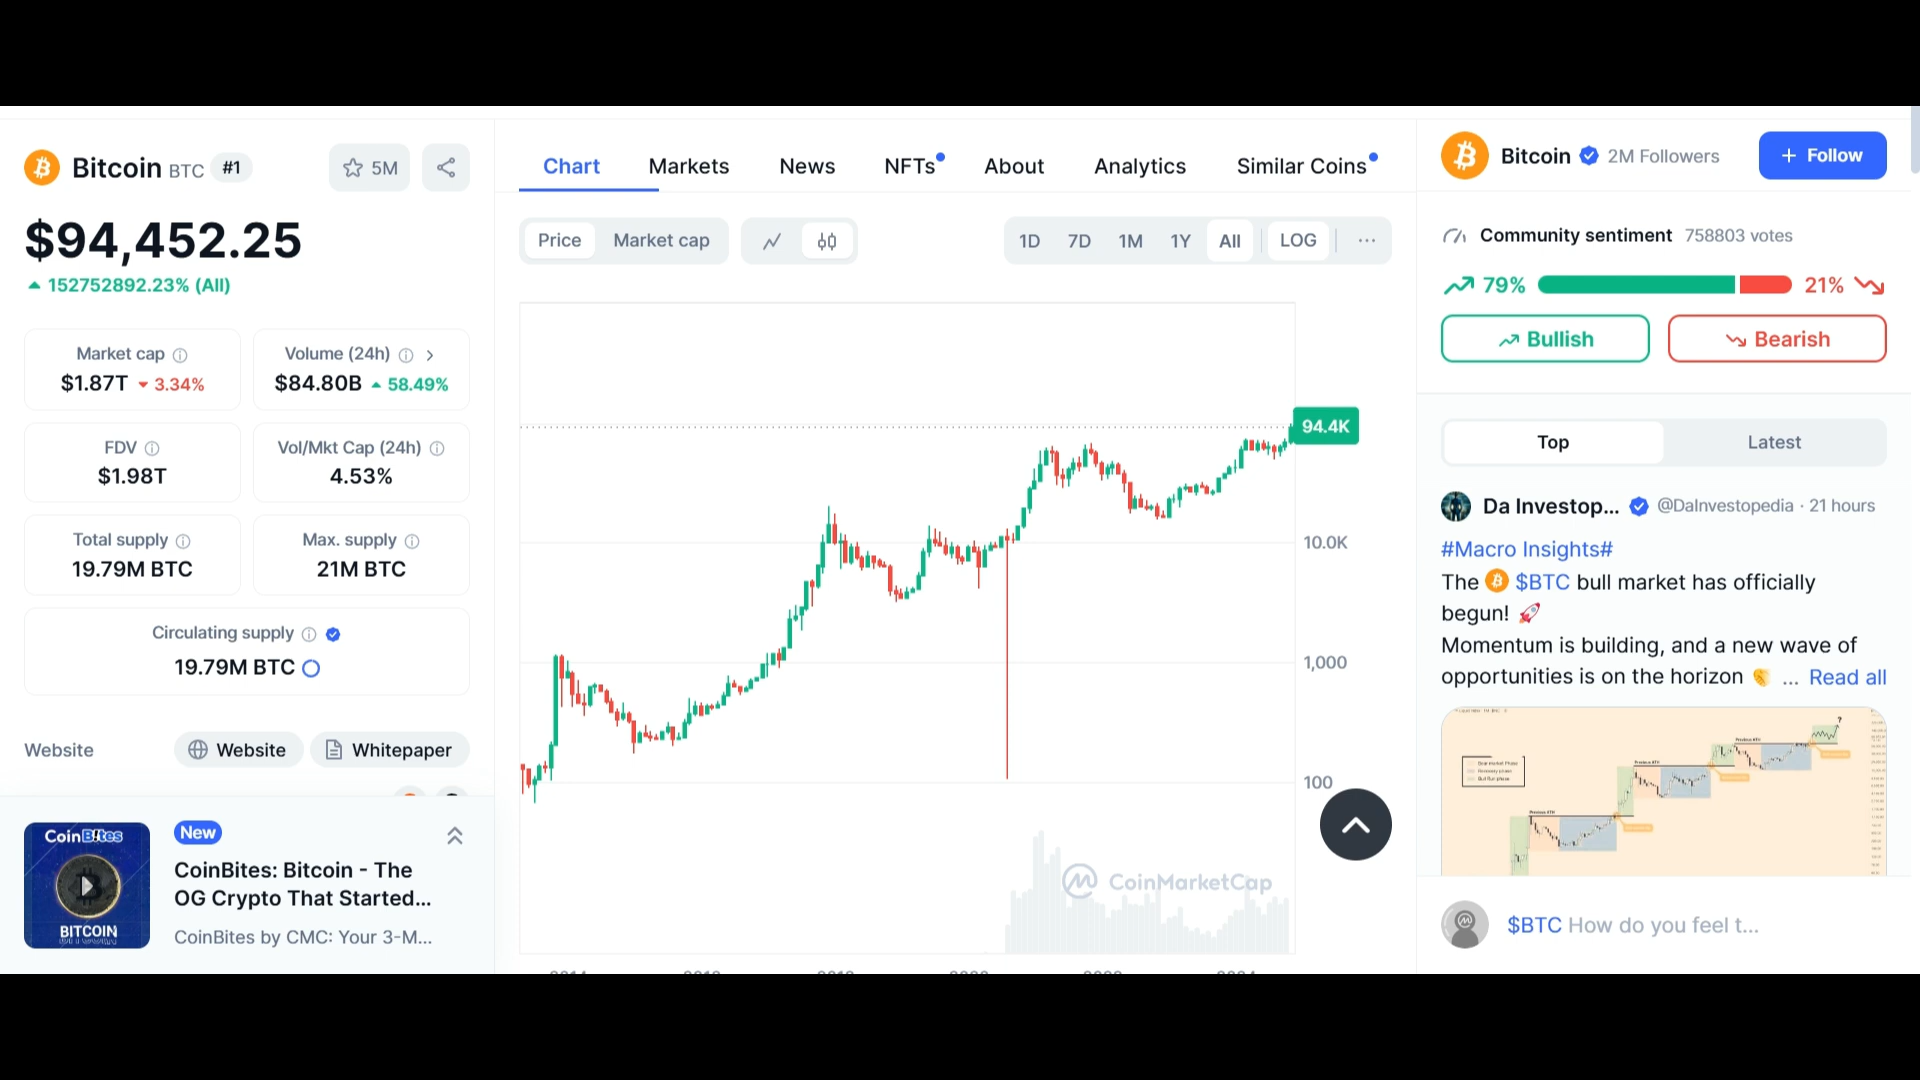 Bitcoin BTC #1
5M
$94,452.25
152752892.23% (All)
Market cap
$1.87T 3.34%
Volume (24h)
$84.80B 58.49%
FDV
$1.98T
Vol/Mkt Cap (24h)
4.53%
Total supply
19.79M BTC
Max. supply
21M BTC
Circulating supply
19.79M BTC
Website
Website
Whitepaper
CoinBites
BITCOIN
New
CoinBites: Bitcoin - The
OG Crypto That Started...
CoinBites by CMC: Your 3-M...
Chart Markets News NFTs About Analytics Similar Coins
Price Market cap
1D 7D 1M 1Y All LOG ...
94.4K
10.0K
1,000
100
CoinMarketCap
Bitcoin 2M Followers
+ Follow
Community sentiment 758803 votes
79%
21%
Bullish
Bearish
Top
Latest
Da Investop... @DaInvestopedia · 21 hours
#Macro Insights#
The $BTC bull market has officially
begun!
Momentum is building, and a new wave of
opportunities is on the horizon ... Read all
Previous ATH
Previous ATH
Previous ATH
?
$BTC How do you feel t...